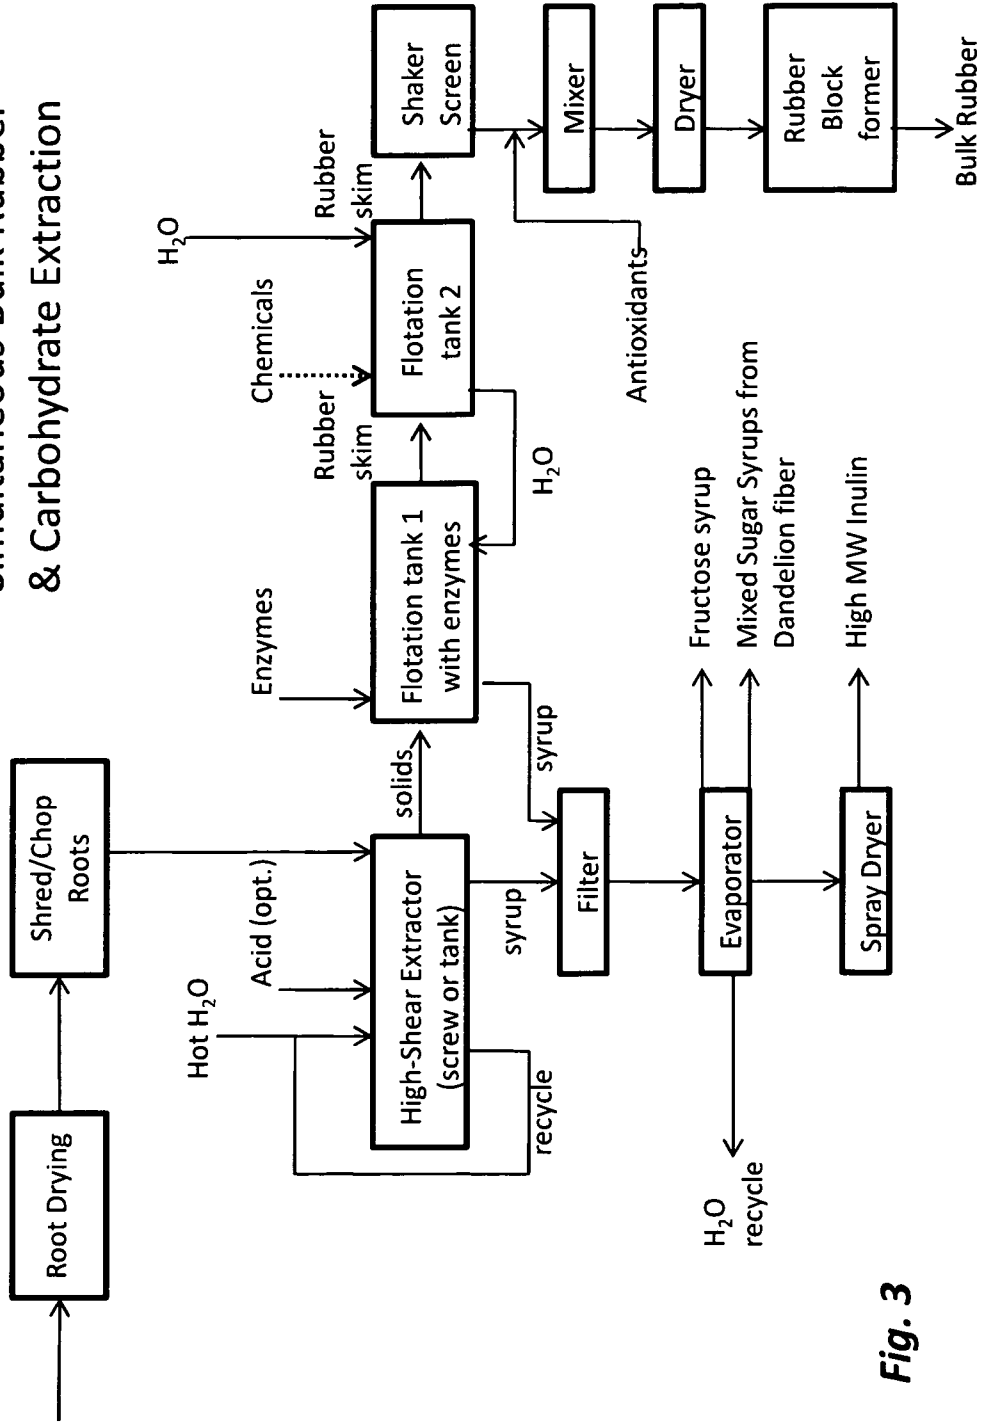 & Carbohydrate Extraction
Root Drying
Shred/Chop
Roots
Hot H₂O
Acid (opt.)
Enzymes
Chemicals
H₂O
High-Shear Extractor
(screw or tank)
solids
Flotation tank 1
with enzymes
Rubber
skim
Flotation
tank 2
Rubber
skim
Shaker
Screen
recycle
syrup
syrup
H₂O
Filter
Antioxidants
Mixer
Dryer
Rubber
Block
former
Bulk Rubber
H₂O
recycle
Evaporator
Fructose syrup
Mixed Sugar Syrups from
Dandelion fiber
Spray Dryer
High MW Inulin
Fig. 3